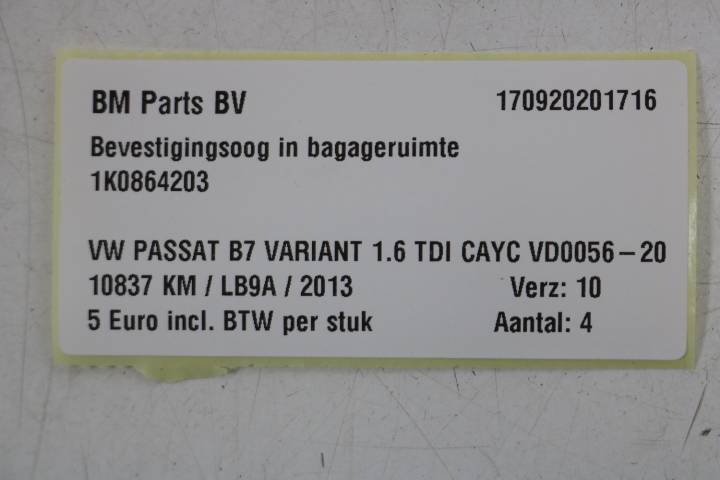 BM Parts BV 170920201716
Bevestigingsoog in bagageruimte
1K0864203
VW PASSAT B7 VARIANT 1.6 TDI CAYC VD0056-20
10837 KM / LB9A / 2013 Verz: 10
5 Euro incl. BTW per stuk Aantal: 4